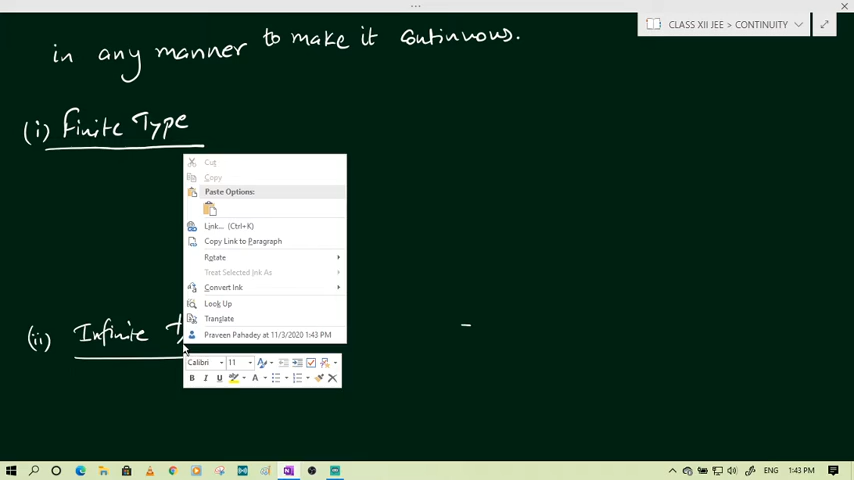 ...
CLASS XII JEE > CONTINUITY
in any manner to make it continuous.
(i) Finite Type
Cut
Copy
Paste Options:
Link... (Ctrl+K)
Copy Link to Paragraph
Rotate
Treat Selected Ink As
Convert Ink
Look Up
Translate
Praveen Pahadey at 11/3/2020 1:43 PM
(ii) Infinite
Calibri 11
B I U A
ENG 1:43 PM